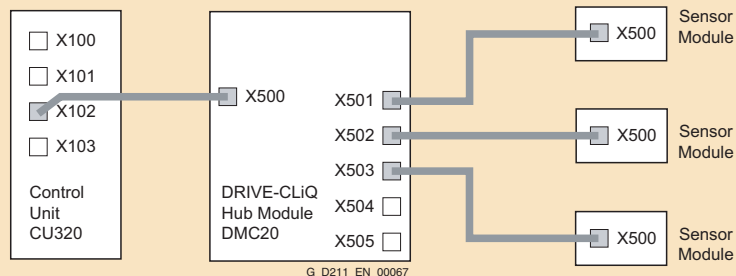 X100
X101
X102
X103
Control
Unit
CU320
X500
X501
X502
X503
X504
X505
DRIVE-CLiQ
Hub Module
DMC20
X500
Sensor
Module
X500
Sensor
Module
X500
Sensor
Module
G_D211_EN_00067